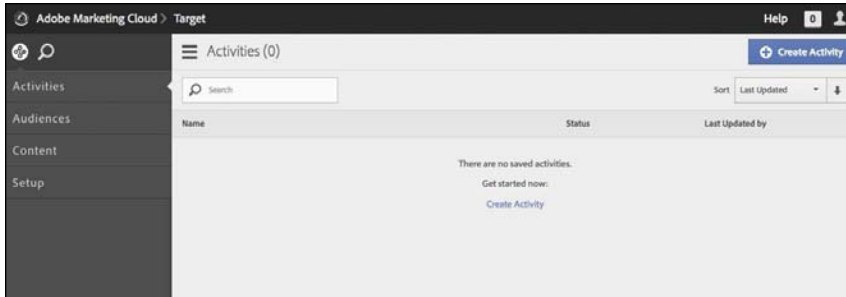 Adobe Marketing Cloud > Target
Help 0
Activities (0)
Create Activity
Activities
Search
Sort Last Updated
Audiences
Name Status Last Updated by
Content
There are no saved activities.
Setup
Get started now:
Create Activity